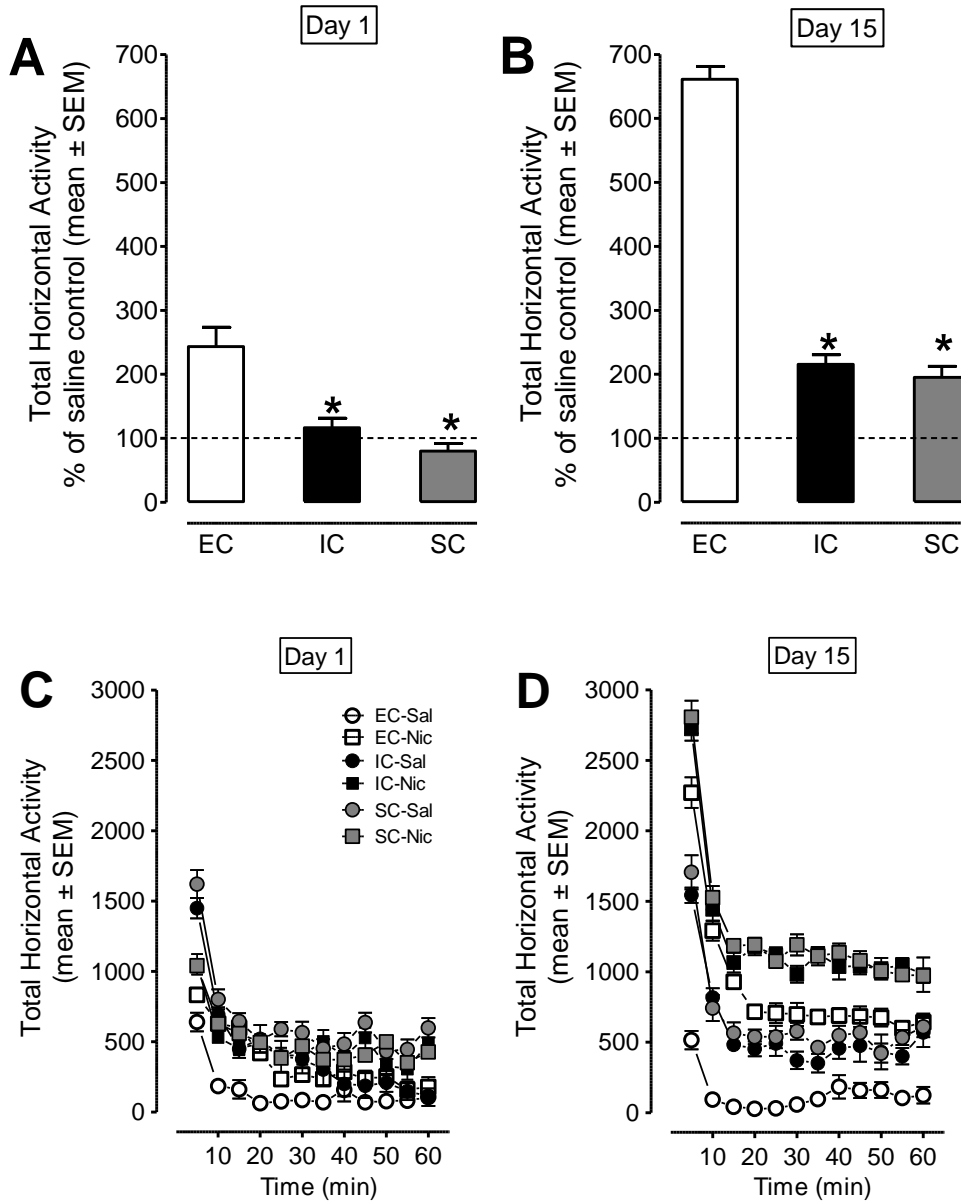 A
Day 1
700
600
500
400
300
200
100
0
Total Horizontal Activity
% of saline control (mean ± SEM)
*
*
EC IC SC
B
Day 15
700
600
500
400
300
200
100
0
Total Horizontal Activity
% of saline control (mean ± SEM)
*
*
EC IC SC
C
Day 1
3000
2500
2000
1500
1000
500
0
Total Horizontal Activity
(mean ± SEM)
EC-Sal
EC-Nic
IC-Sal
IC-Nic
SC-Sal
SC-Nic
10 20 30 40 50 60
Time (min)
D
Day 15
3000
2500
2000
1500
1000
500
0
Total Horizontal Activity
(mean ± SEM)
10 20 30 40 50 60
Time (min)